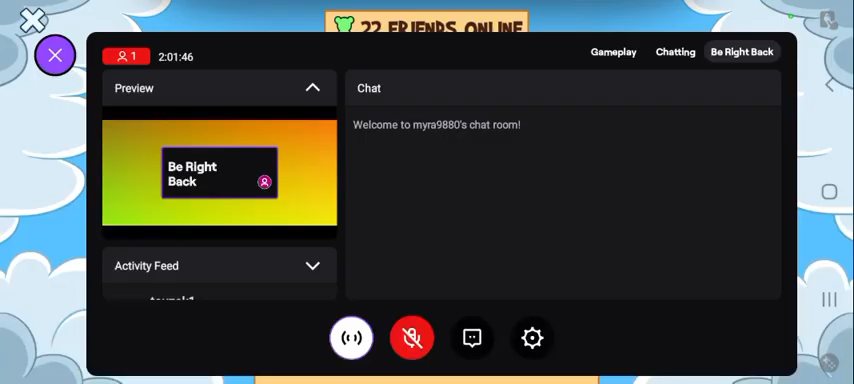 22 FRIENDS ONLINE
1
2:01:46
Gameplay
Chatting
Be Right Back
Preview
Chat
Welcome to myra9880's chat room!
Be Right
Back
Activity Feed